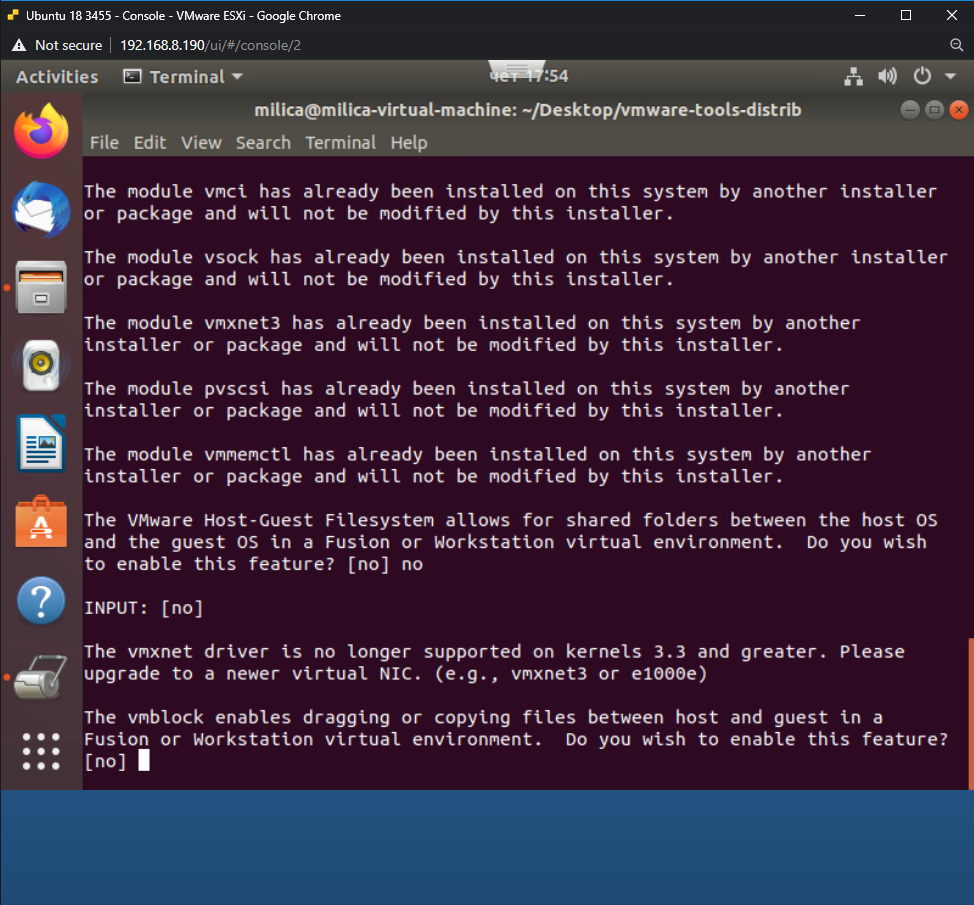 Ubuntu 18 3455 - Console - VMware ESXi - Google Chrome
Not secure 192.168.8.190/ui/#/console/2
Activities Terminal чет 17:54
milica@milica-virtual-machine: ~/Desktop/vmware-tools-distrib
File Edit View Search Terminal Help
The module vmci has already been installed on this system by another installer
or package and will not be modified by this installer.
The module vsock has already been installed on this system by another installer
or package and will not be modified by this installer.
The module vmxnet3 has already been installed on this system by another
installer or package and will not be modified by this installer.
The module pvscsi has already been installed on this system by another
installer or package and will not be modified by this installer.
The module vmmemctl has already been installed on this system by another
installer or package and will not be modified by this installer.
The VMware Host-Guest Filesystem allows for shared folders between the host OS
and the guest OS in a Fusion or Workstation virtual environment.  Do you wish
to enable this feature? [no] no
INPUT: [no]
The vmxnet driver is no longer supported on kernels 3.3 and greater. Please
upgrade to a newer virtual NIC. (e.g., vmxnet3 or e1000e)
The vmblock enables dragging or copying files between host and guest in a
Fusion or Workstation virtual environment.  Do you wish to enable this feature?
[no]